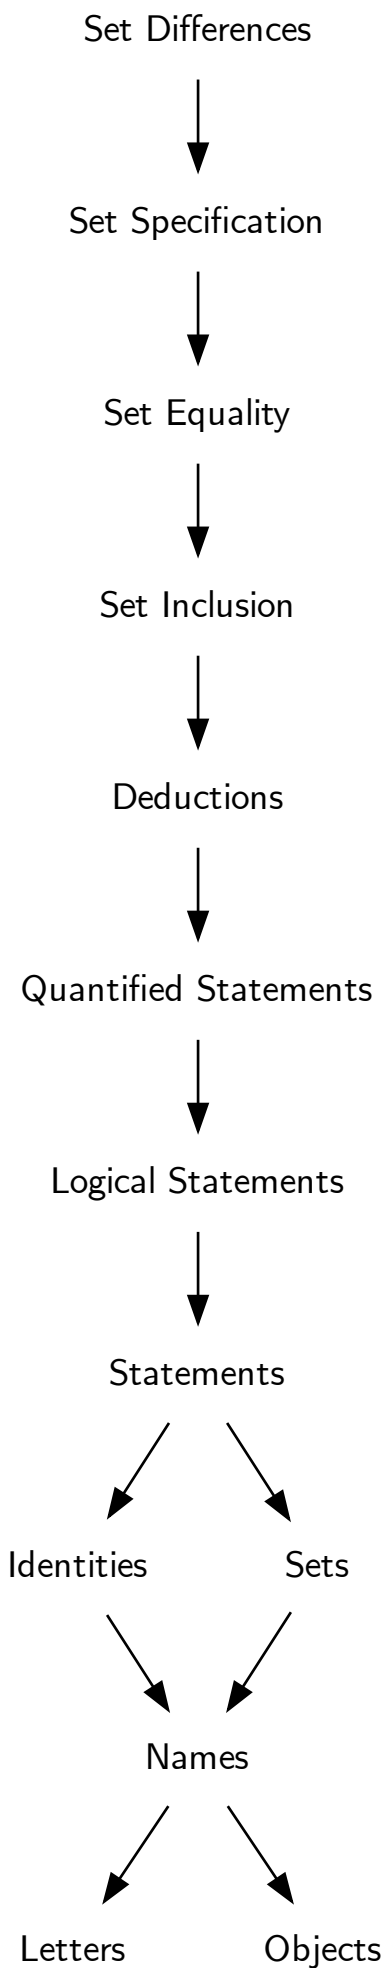 Set Differences
Set Specification
Set Equality
Set Inclusion
Deductions
Quantified Statements
Logical Statements
Statements
Identities
Sets
Names
Letters
Objects